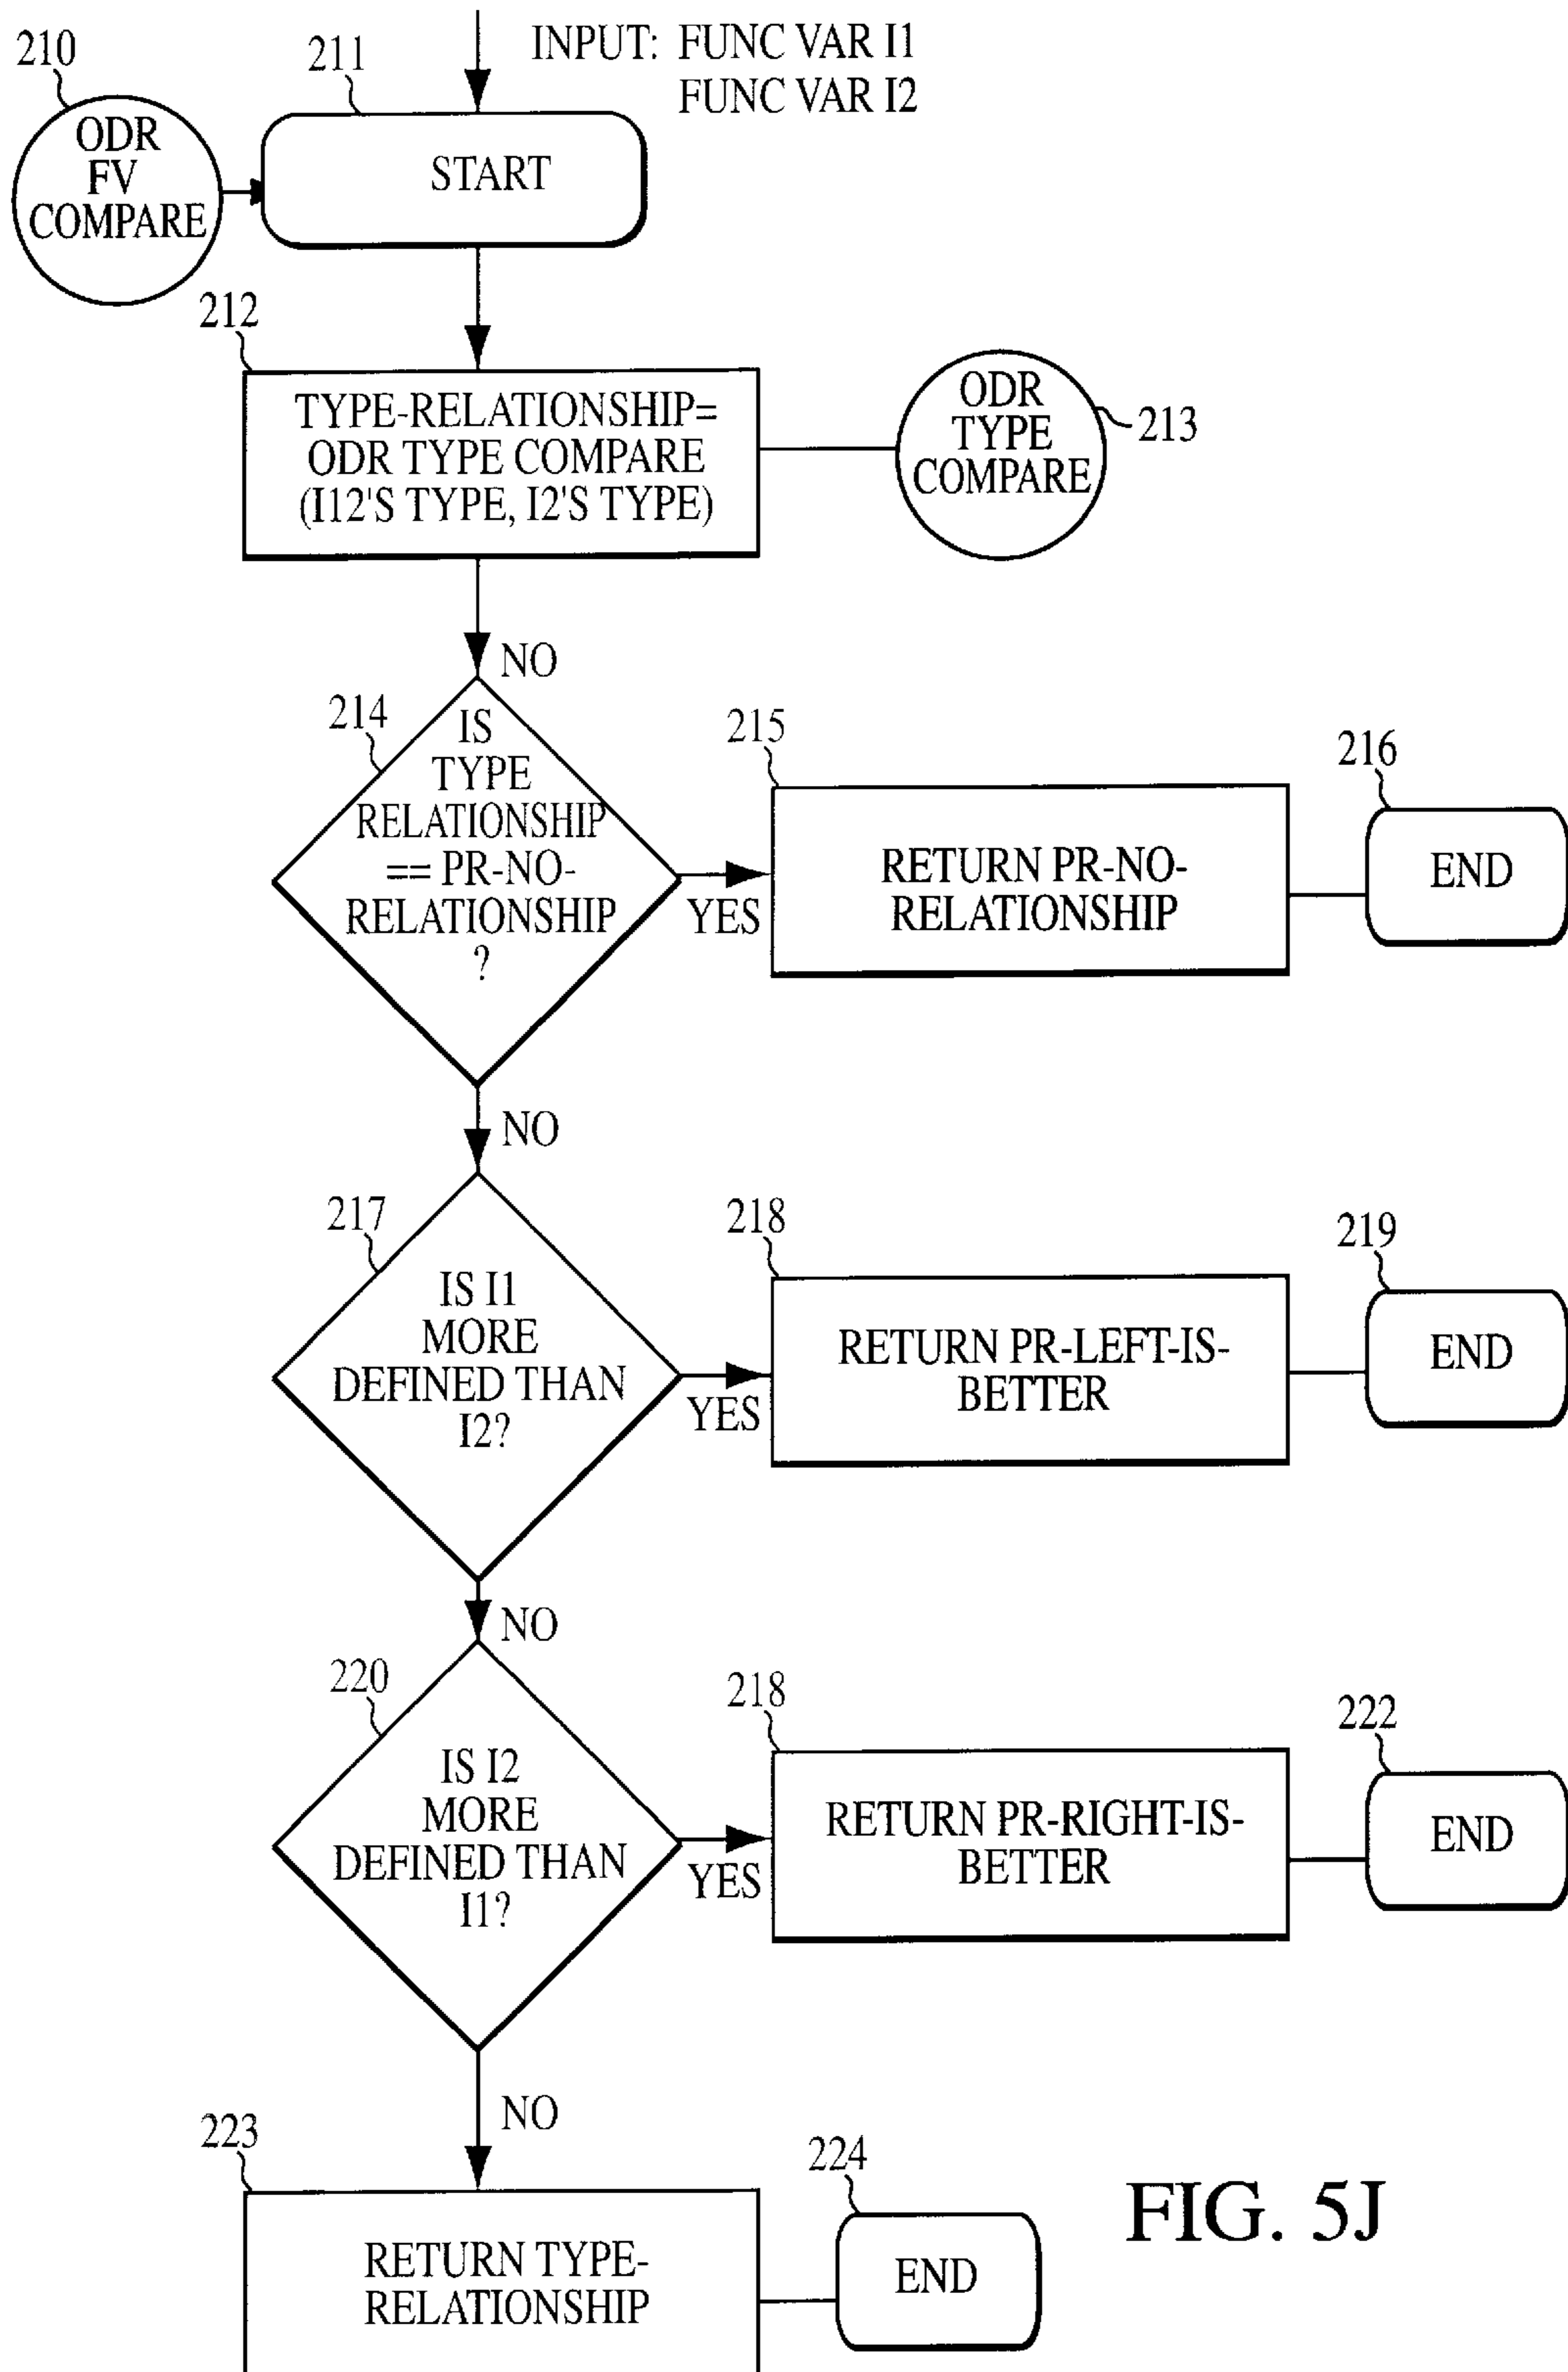 210
211
INPUT: FUNC VAR I1
FUNC VAR I2
ODR
FV
COMPARE
START
212
TYPE-RELATIONSHIP=
ODR TYPE COMPARE
(I12'S TYPE, I2'S TYPE)
ODR
TYPE
COMPARE
213
NO
214
IS
TYPE
RELATIONSHIP
== PR-NO-
RELATIONSHIP
?
YES
215
RETURN PR-NO-
RELATIONSHIP
216
END
NO
217
IS I1
MORE
DEFINED THAN
I2?
YES
218
RETURN PR-LEFT-IS-
BETTER
219
END
NO
220
IS I2
MORE
DEFINED THAN
I1?
YES
218
RETURN PR-RIGHT-IS-
BETTER
222
END
NO
223
RETURN TYPE-
RELATIONSHIP
224
END
FIG. 5J